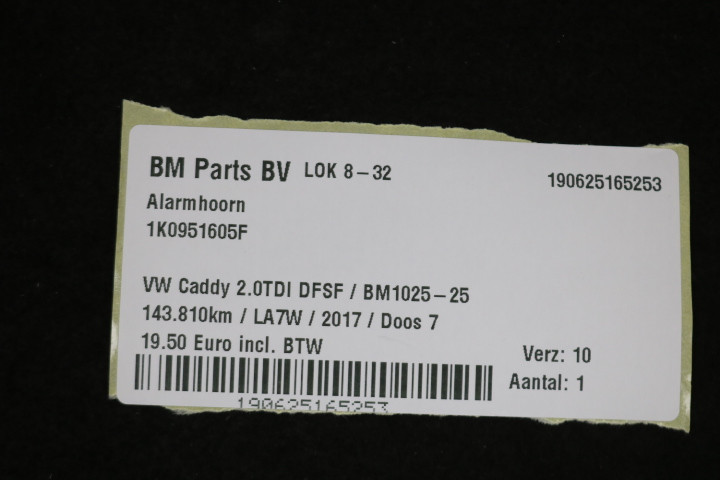 BM Parts BV LOK 8-32
190625165253
Alarmhoorn
1K0951605F
VW Caddy 2.0TDI DFSF / BM1025-25
143.810km / LA7W / 2017 / Doos 7
19.50 Euro incl. BTW
Verz: 10
Aantal: 1
190625165253